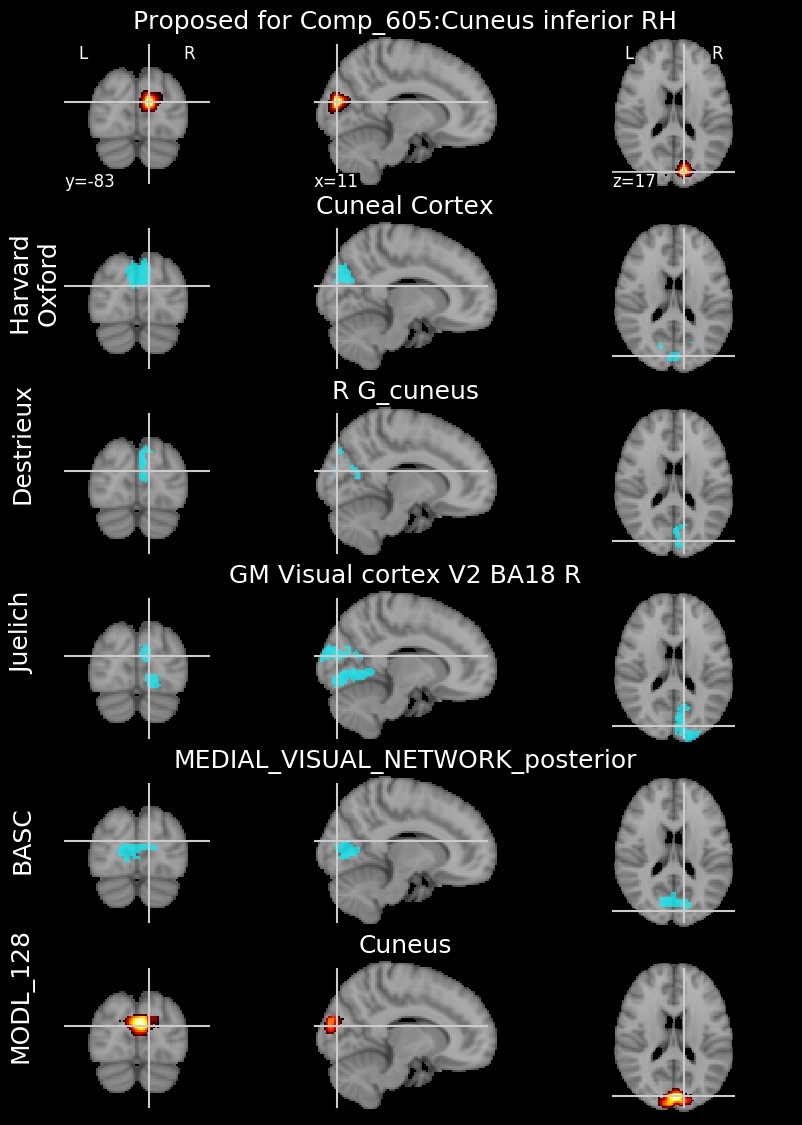 Proposed for Comp_605:Cuneus inferior RH
L R
L R
y=-83
x=11
z=17
Cuneal Cortex
Harvard
Oxford
R G_cuneus
Destrieux
GM Visual cortex V2 BA18 R
Juelich
MEDIAL_VISUAL_NETWORK_posterior
BASC
Cuneus
MODL_128